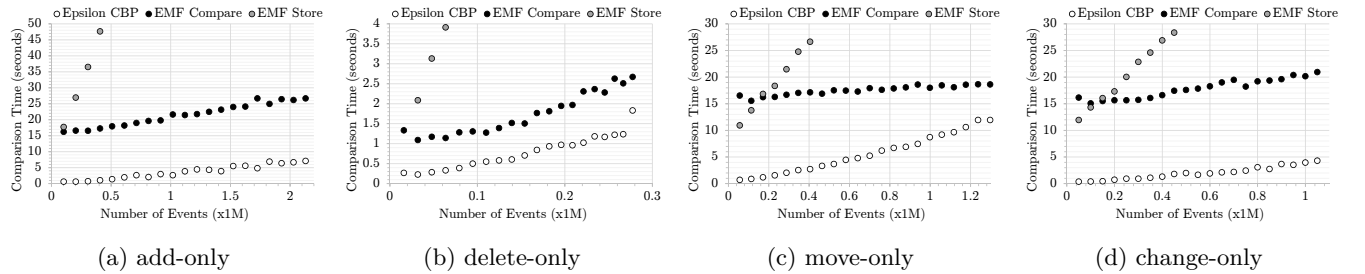 Epsilon CBP EMF Compare EMF Store
Comparison Time (seconds)
50
45
40
35
30
25
20
15
10
5
0
0 0.5 1 1.5 2
Number of Events (x1M)
(a) add-only
Epsilon CBP EMF Compare EMF Store
Comparison Time (seconds)
4
3.5
3
2.5
2
1.5
1
0.5
0
0 0.1 0.2 0.3
Number of Events (x1M)
(b) delete-only
Epsilon CBP EMF Compare EMF Store
Comparison Time (seconds)
30
25
20
15
10
5
0
0 0.2 0.4 0.6 0.8 1 1.2
Number of Events (x1M)
(c) move-only
Epsilon CBP EMF Compare EMF Store
Comparison Time (seconds)
30
25
20
15
10
5
0
0 0.2 0.4 0.6 0.8 1
Number of Events (x1M)
(d) change-only